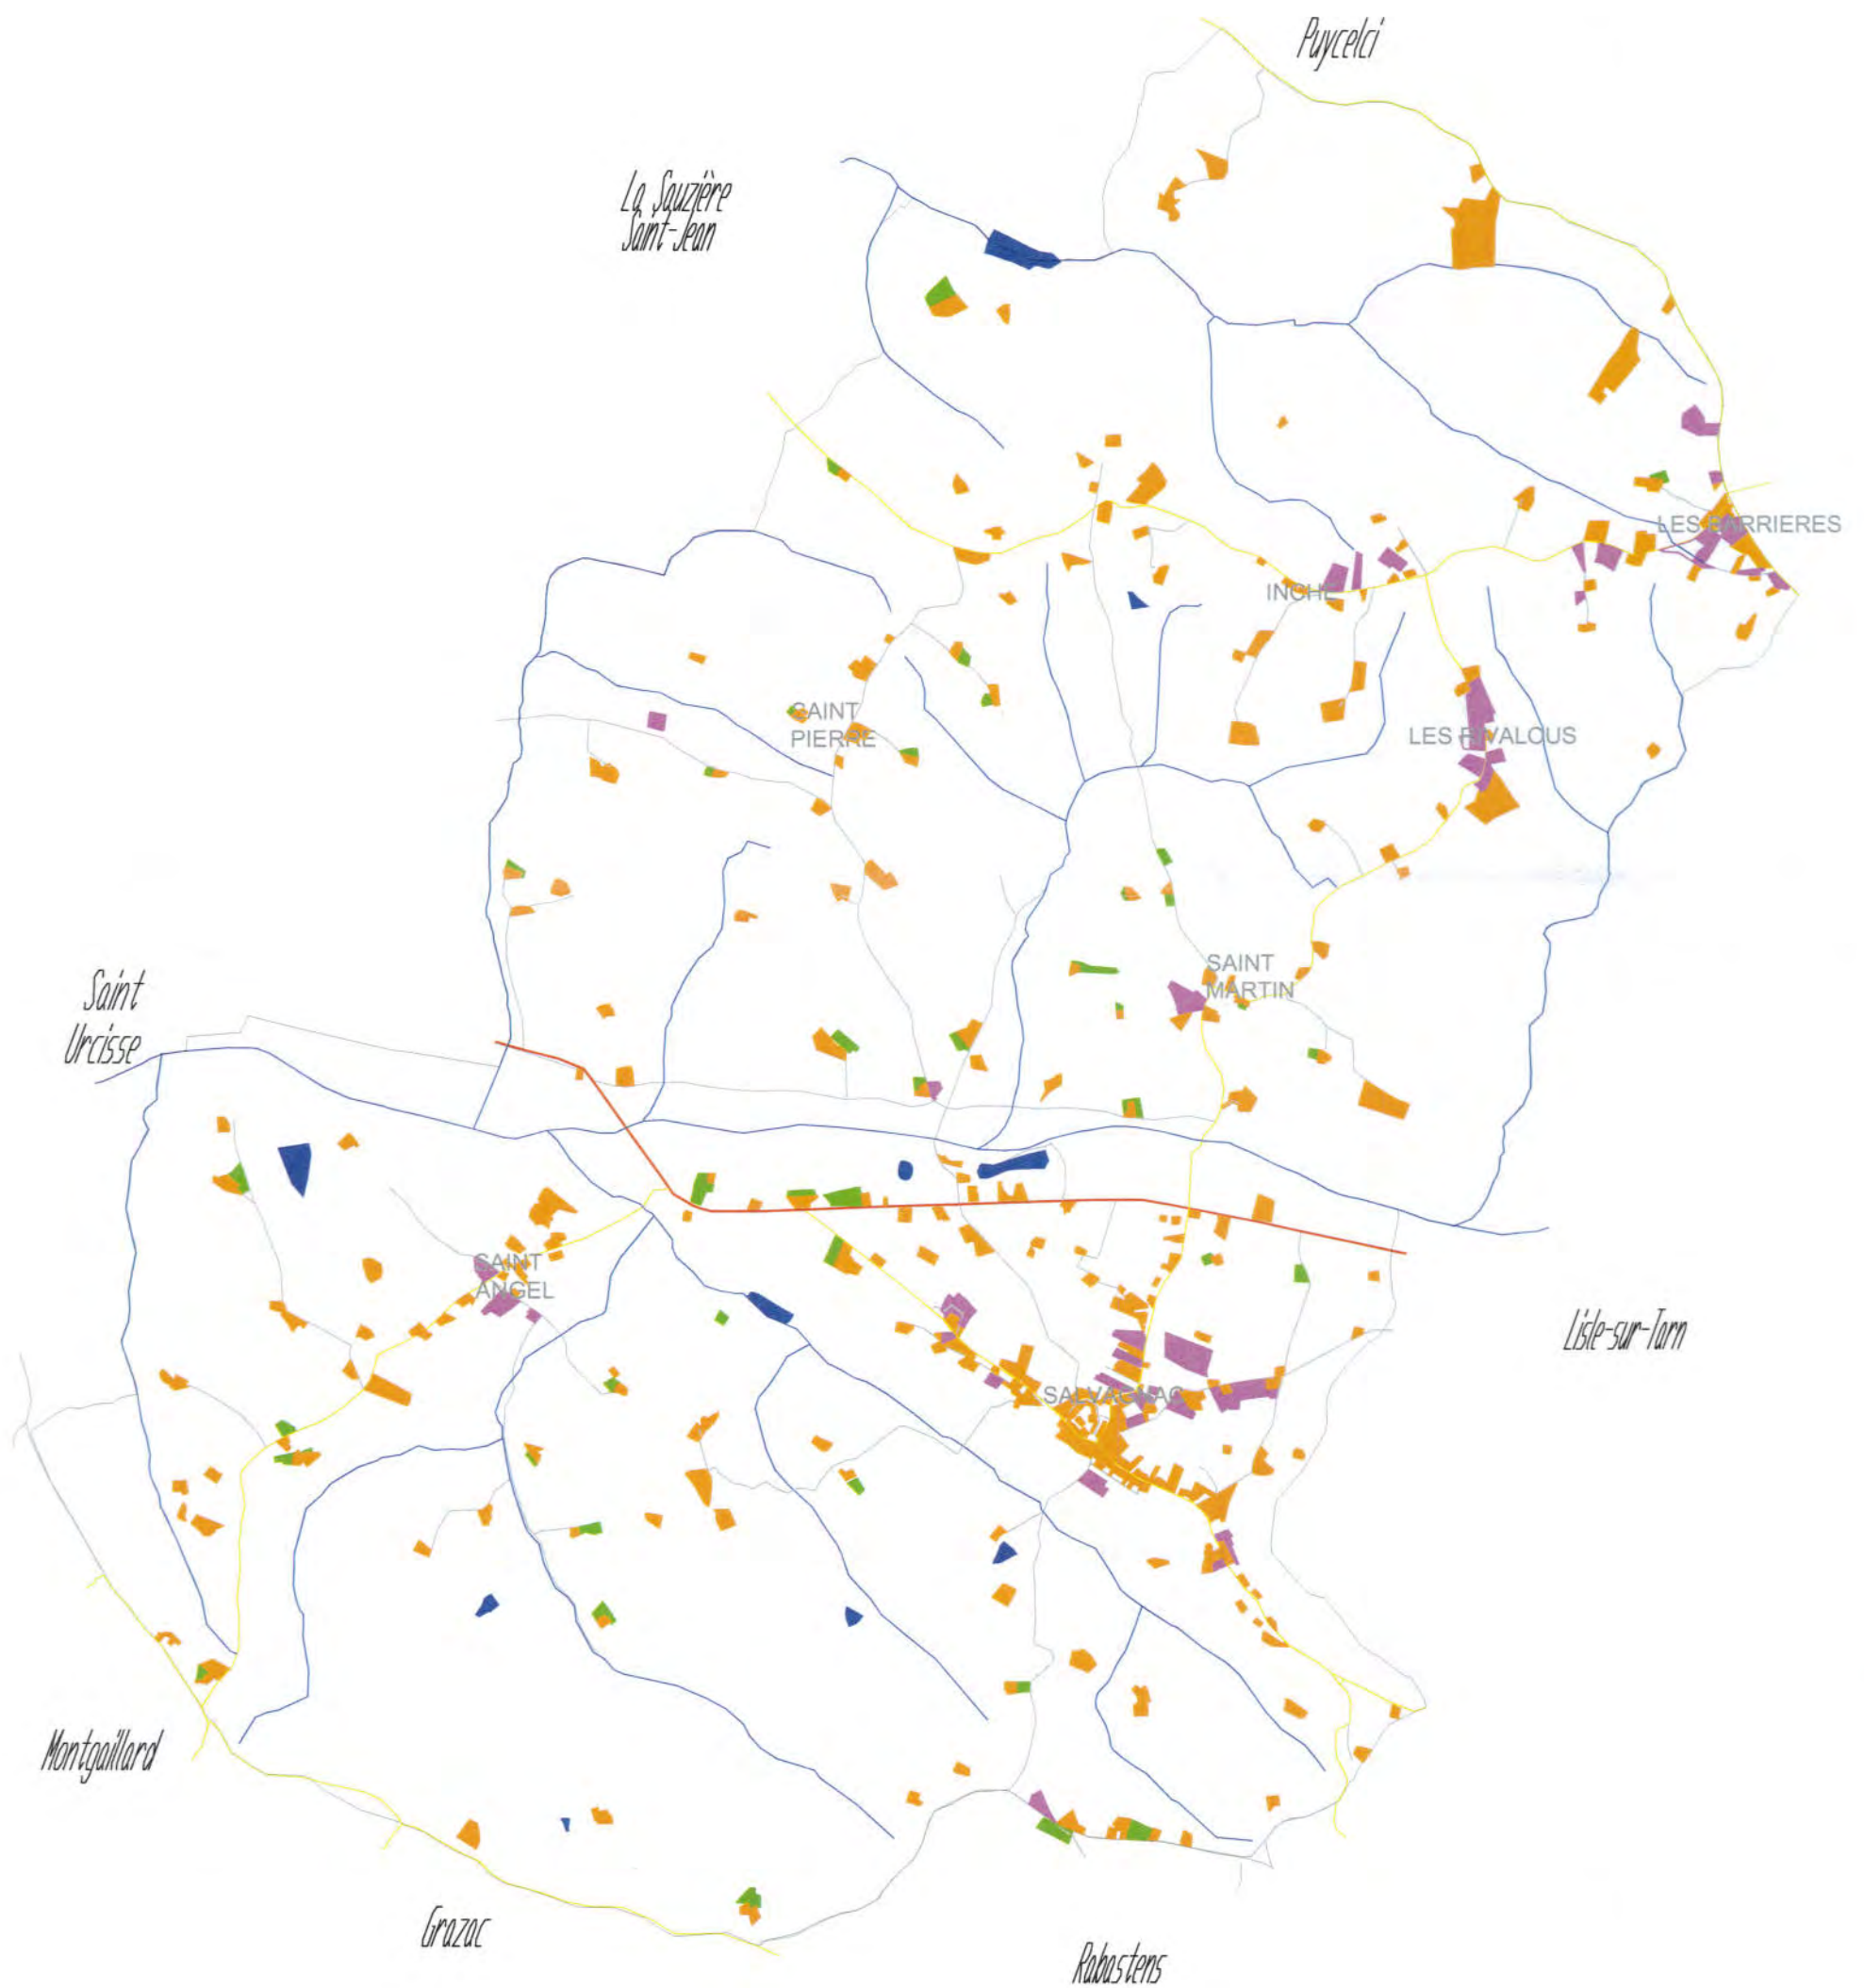 Puycelci
La Sauzière
Saint-Jean
LES BARRIERES
INCHE
SAINT
PIERRE
LES RIVALOUS
SAINT
MARTIN
Saint
Urcisse
SAINT
ANGEL
Lisle-sur-Tarn
SALVAGNAC
Montgaillard
Grazac
Rabastens